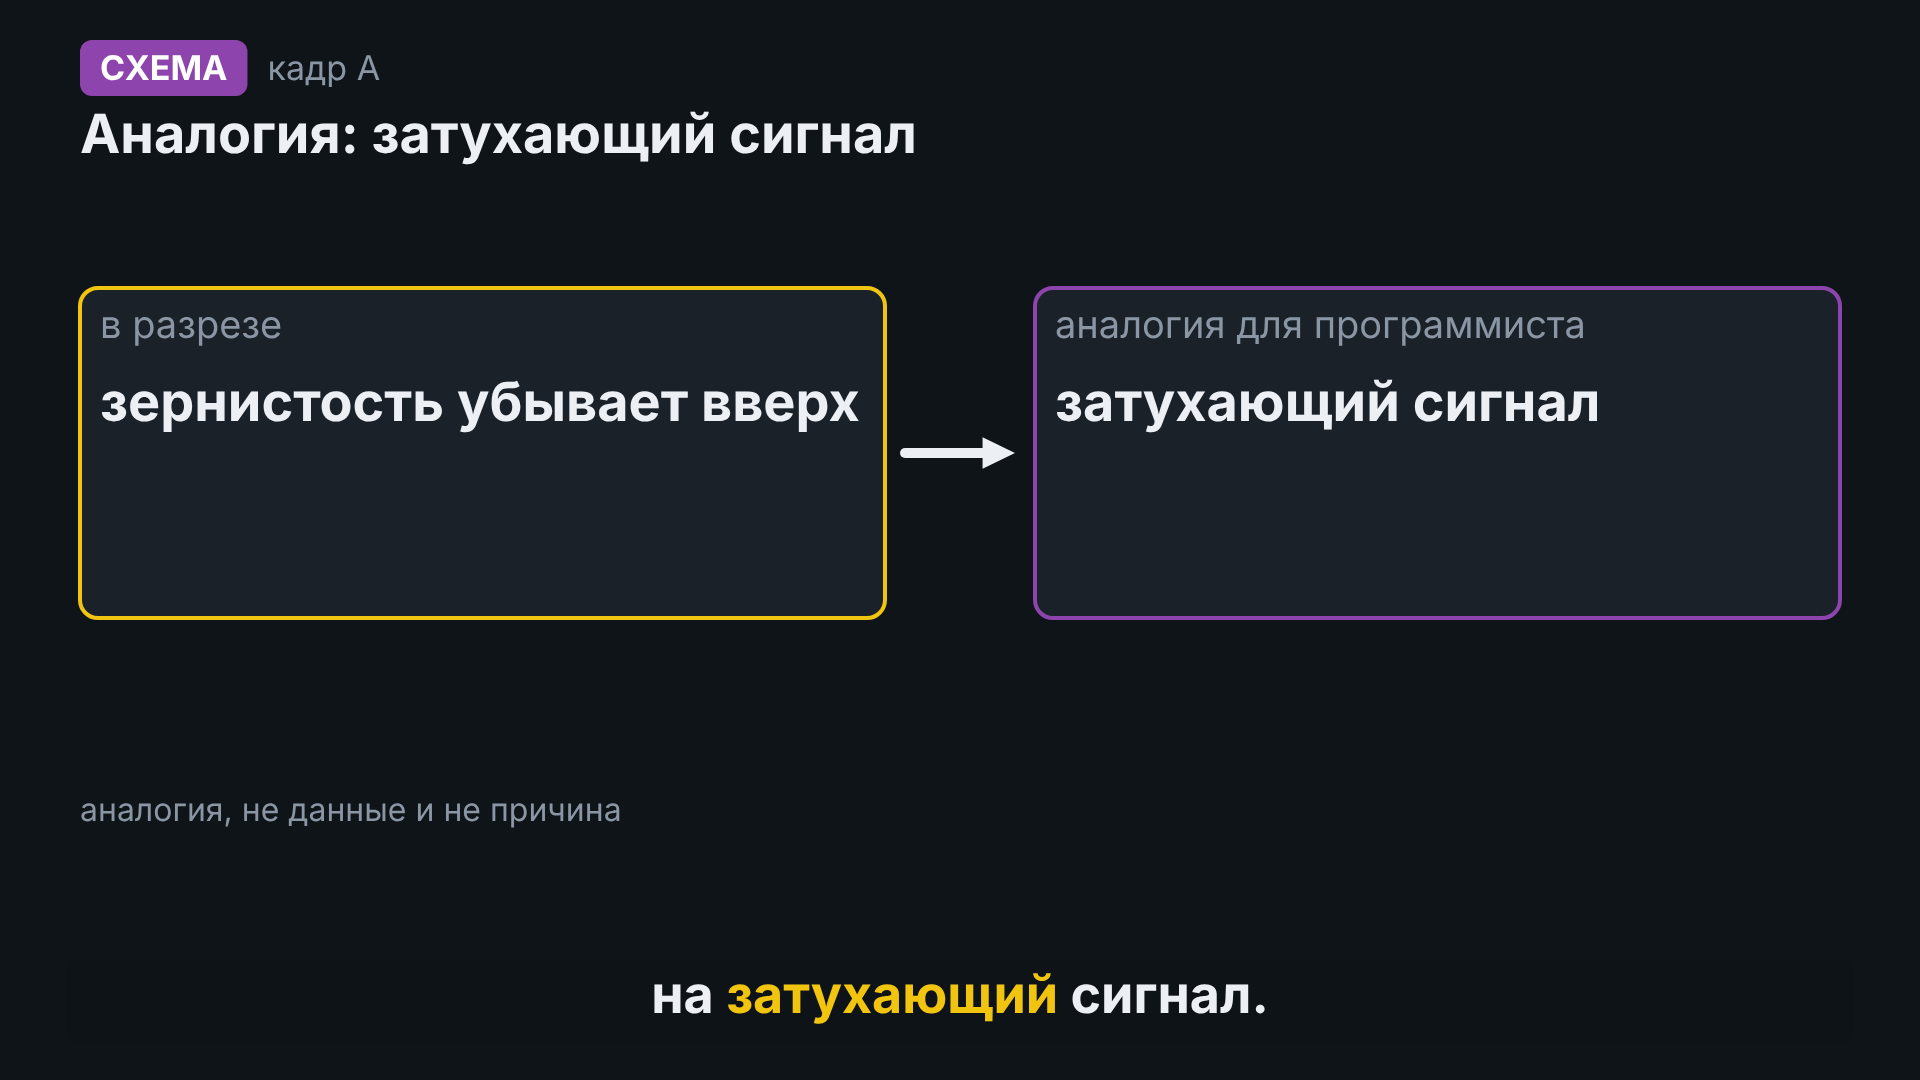 СХЕМА кадр А
Аналогия: затухающий сигнал
в разрезе
зернистость убывает вверх
аналогия для программиста
затухающий сигнал
аналогия, не данные и не причина
на затухающий сигнал.